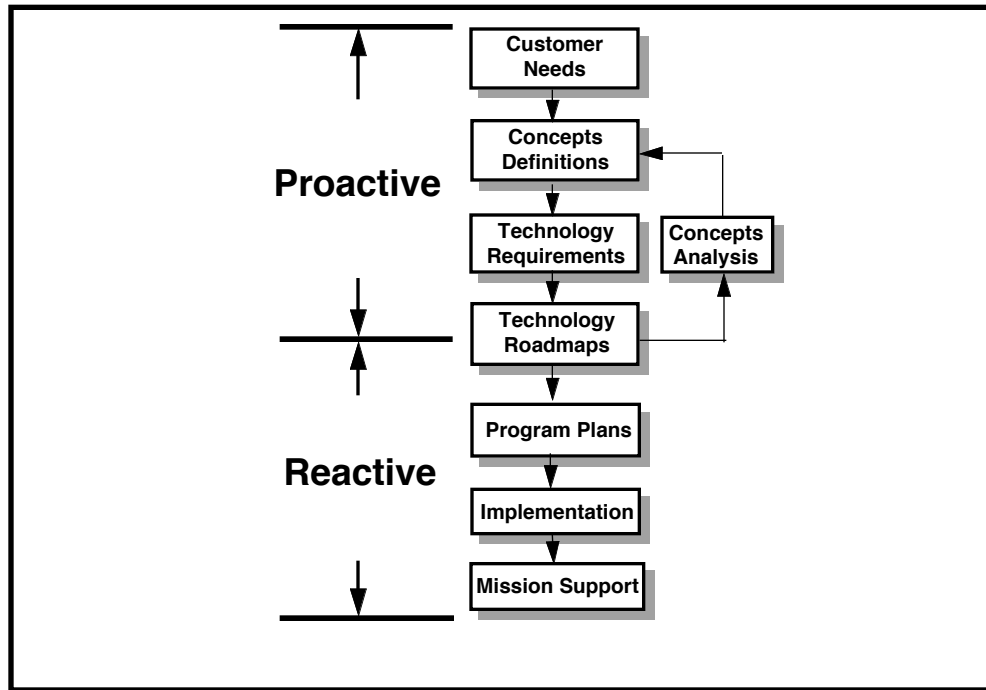 Customer
Needs
Concepts
Definitions
Proactive
Technology
Requirements
Concepts
Analysis
Technology
Roadmaps
Program Plans
Reactive
Implementation
Mission Support